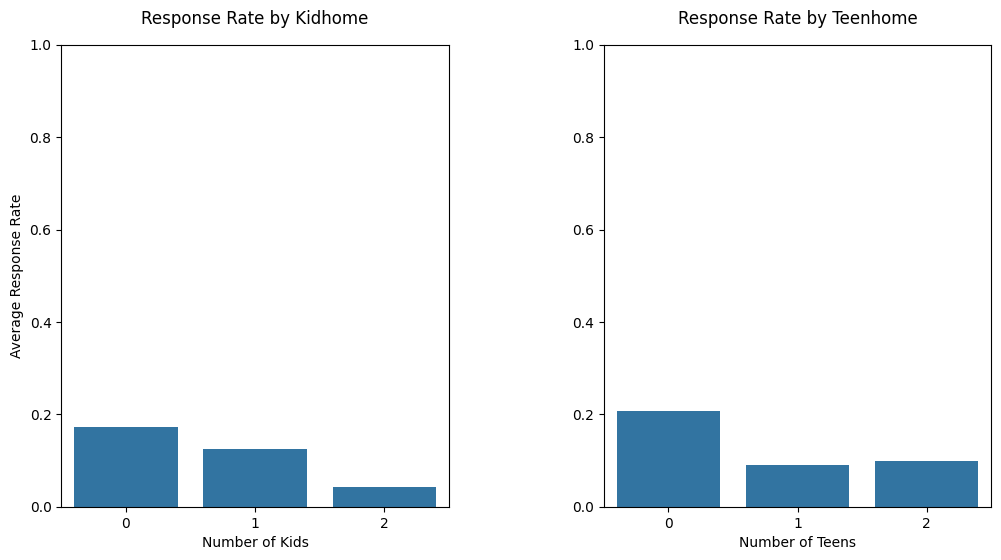 Response Rate by Kidhome
1.0
0.8
0.6
0.4
0.2
0.0
Average Response Rate
0 1 2
Number of Kids
Response Rate by Teenhome
1.0
0.8
0.6
0.4
0.2
0.0
0 1 2
Number of Teens